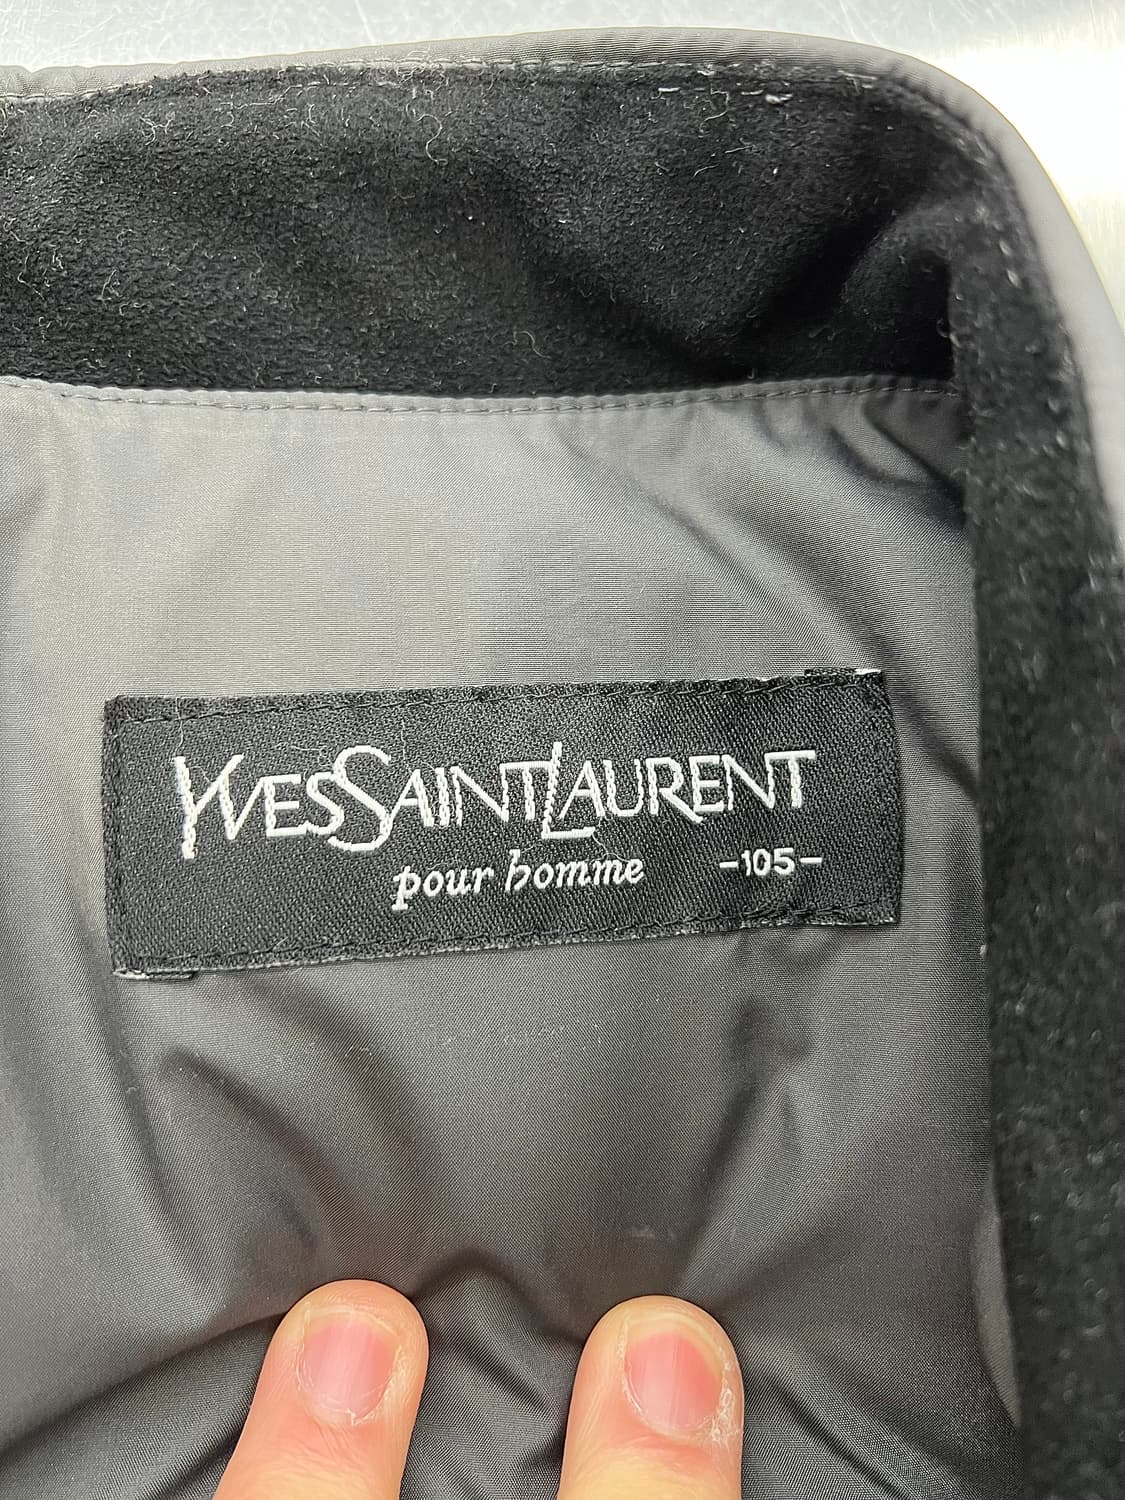 YVESSAINTLAURENT
pour homme -105-